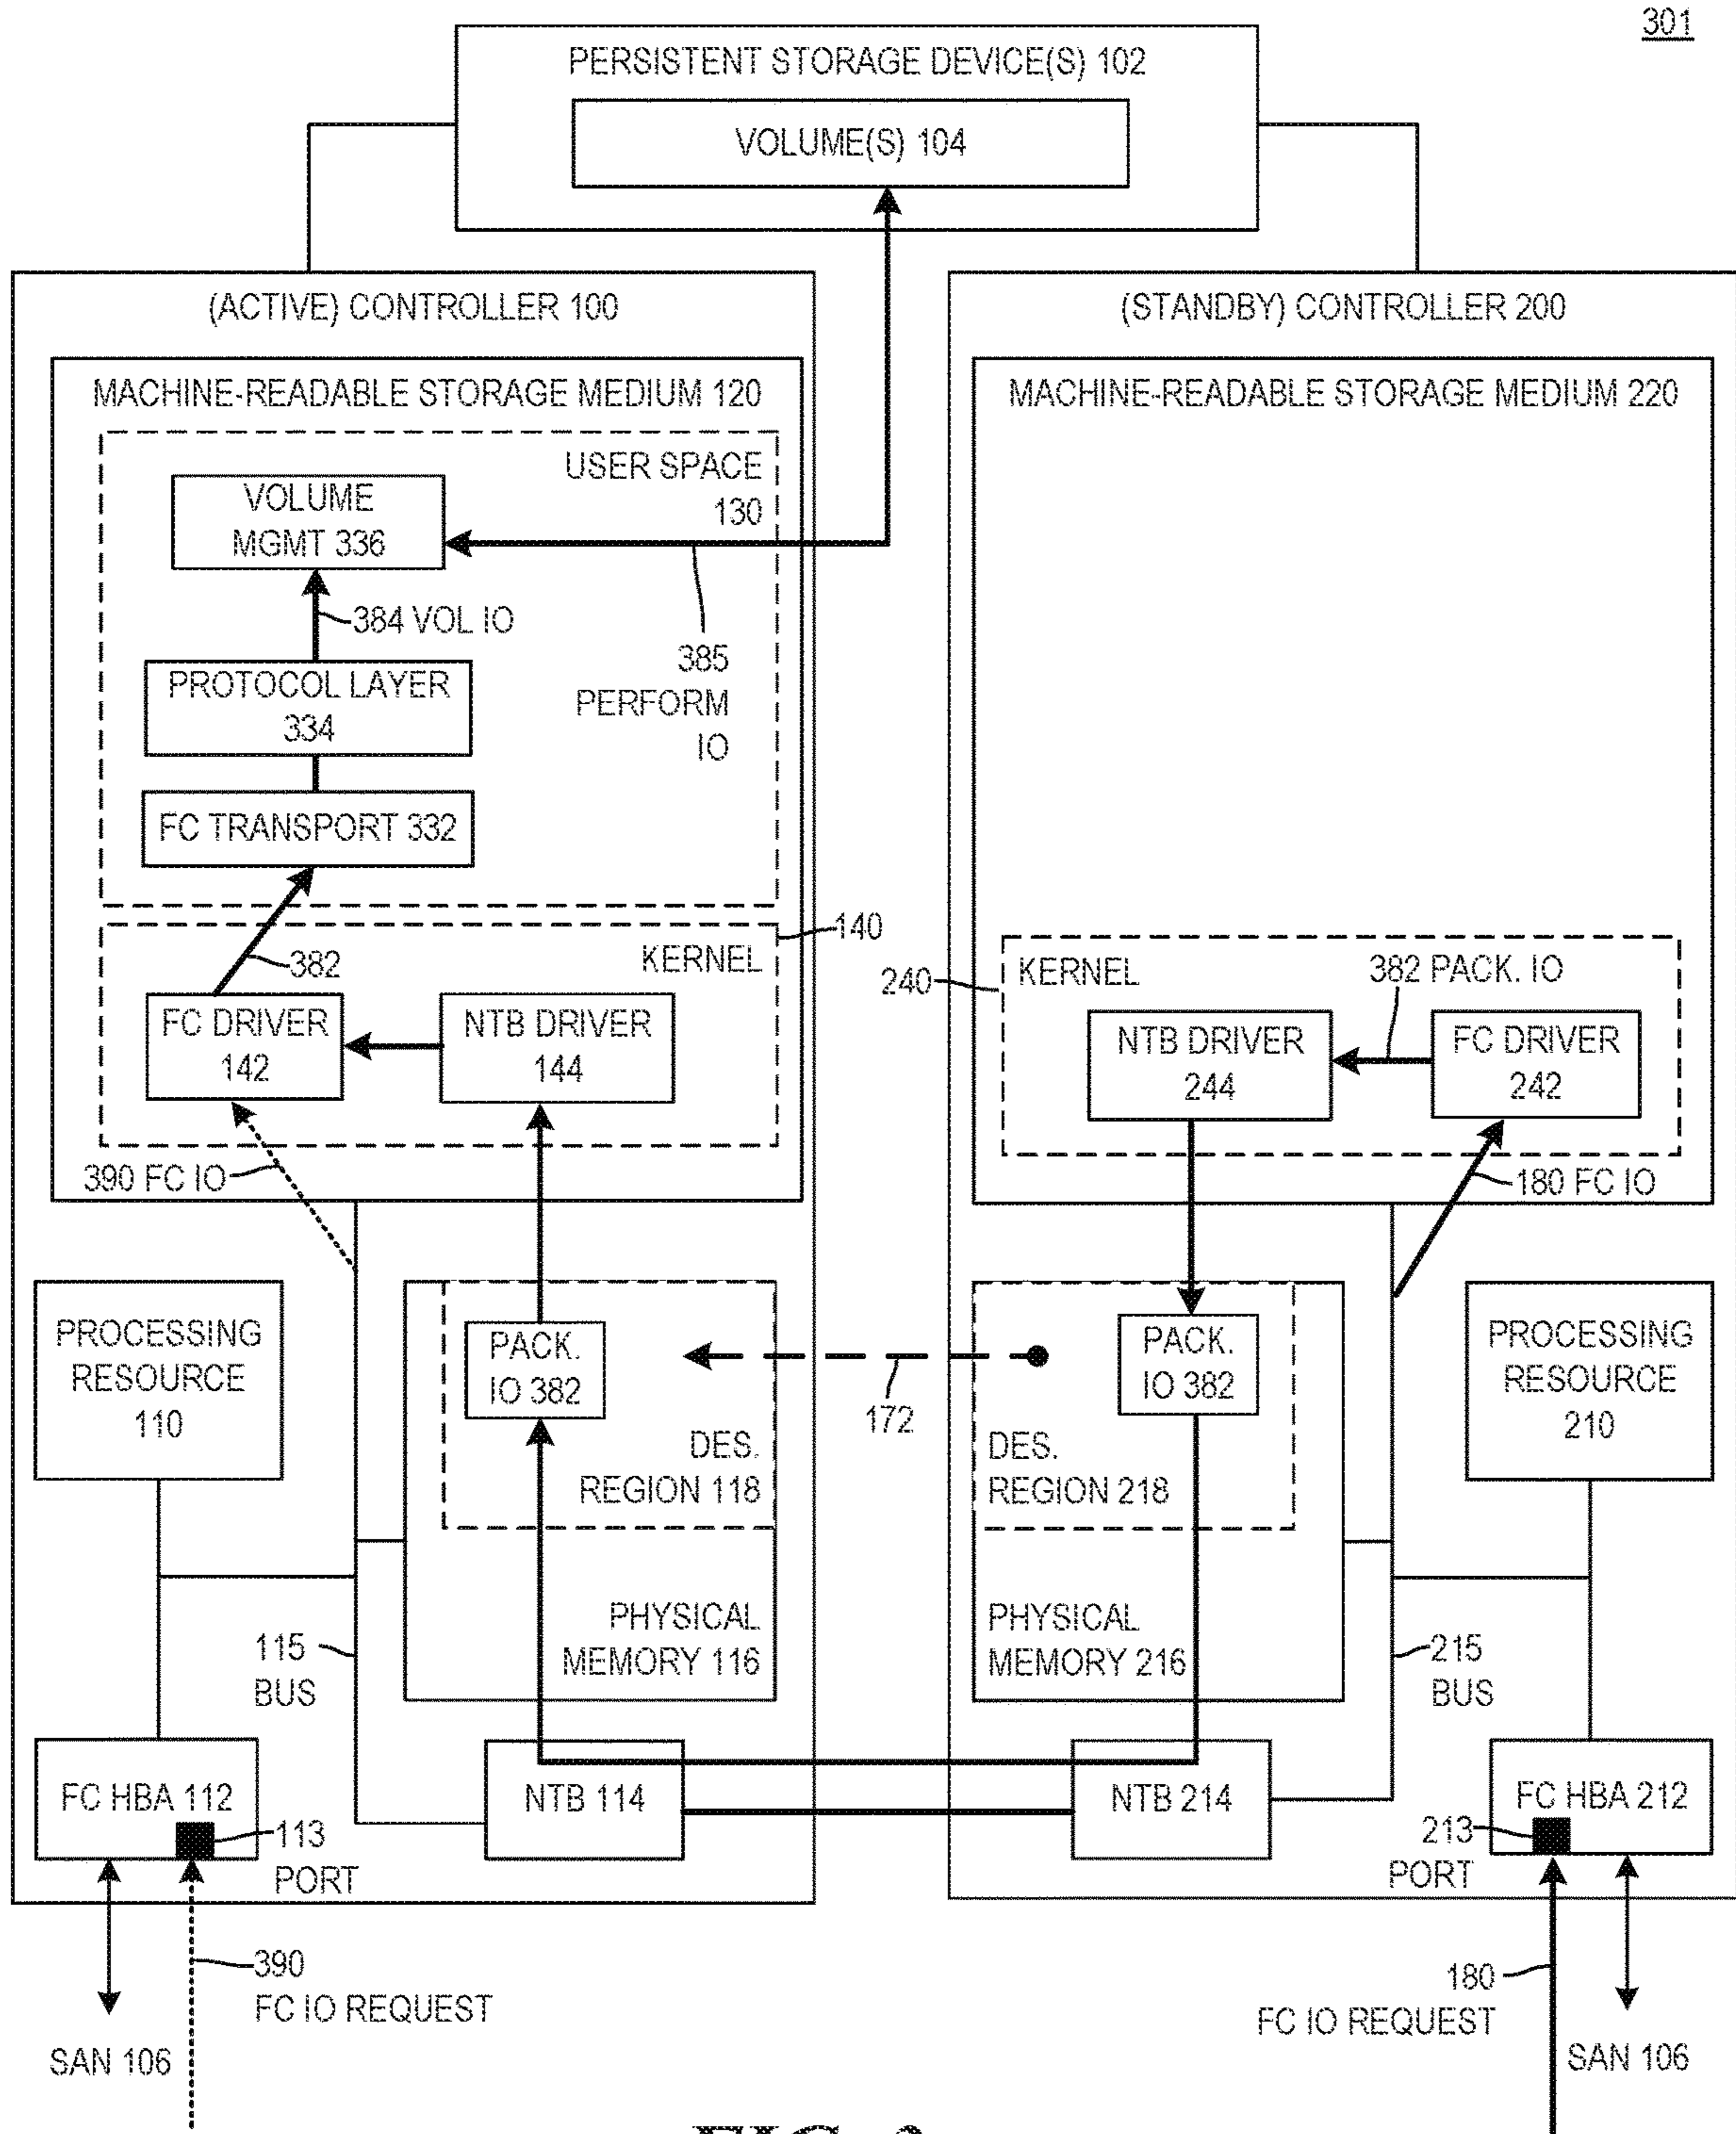 301
PERSISTENT STORAGE DEVICE(S) 102
VOLUME(S) 104
(ACTIVE) CONTROLLER 100
MACHINE-READABLE STORAGE MEDIUM 120
USER SPACE
130
VOLUME
MGMT 336
384 VOL IO
385
PERFORM
IO
PROTOCOL LAYER
334
FC TRANSPORT 332
140
KERNEL
382
FC DRIVER
142
NTB DRIVER
144
390 FC IO
PROCESSING
RESOURCE
110
PACK.
IO 382
DES.
REGION 118
PHYSICAL
MEMORY 116
115
BUS
FC HBA 112
113
PORT
NTB 114
390
FC IO REQUEST
SAN 106
172
(STANDBY) CONTROLLER 200
MACHINE-READABLE STORAGE MEDIUM 220
240
KERNEL
382 PACK. IO
NTB DRIVER
244
FC DRIVER
242
180 FC IO
PACK.
IO 382
DES.
REGION 218
PHYSICAL
MEMORY 216
PROCESSING
RESOURCE
210
215
BUS
NTB 214
FC HBA 212
213
PORT
180
FC IO REQUEST
SAN 106